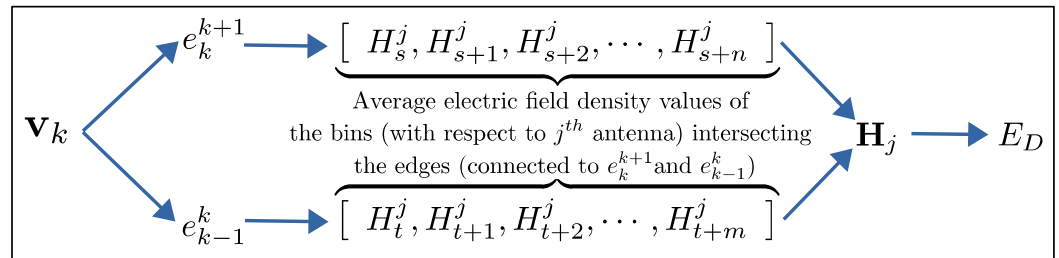 e_k^{k+1} [ H_s^j, H_{s+1}^j, H_{s+2}^j, ⋯ , H_{s+n}^j ]
Average electric field density values of
the bins (with respect to j^{th} antenna) intersecting
v_k H_j E_D
the edges (connected to e_k^{k+1} and e_{k-1}^k)
e_{k-1}^k [ H_t^j, H_{t+1}^j, H_{t+2}^j, ⋯ , H_{t+m}^j ]